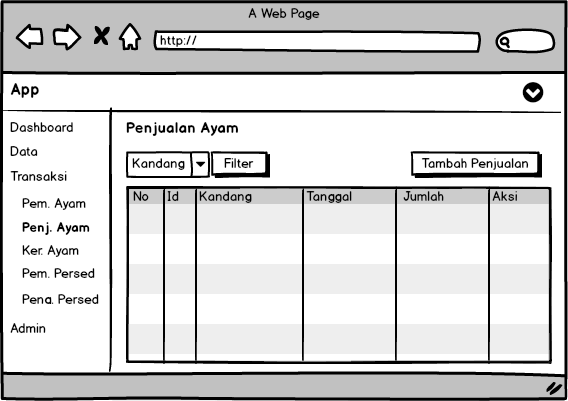 A Web Page
http://
App
Dashboard
Data
Transaksi
Pem. Ayam
Penj. Ayam
Ker. Ayam
Pem. Persed
Pena. Persed
Admin
Penjualan Ayam
Kandang Filter Tambah Penjualan
No Id Kandang Tanggal Jumlah Aksi